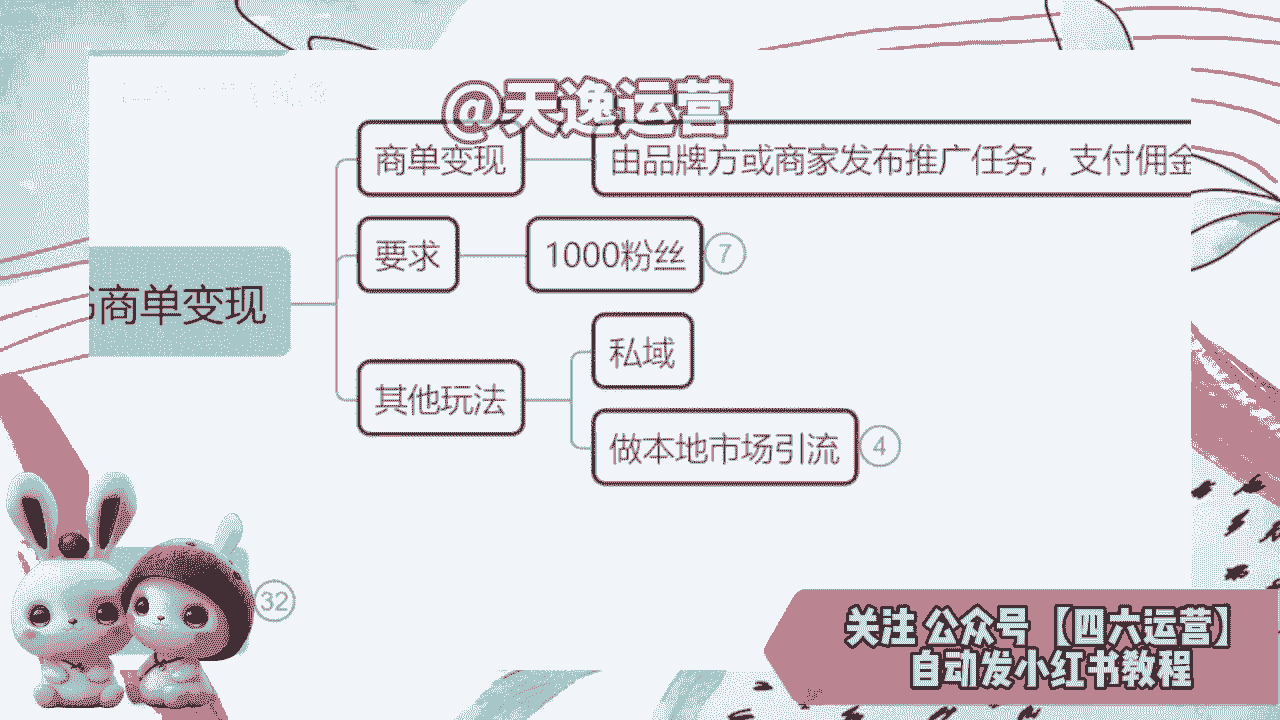 @天逸运营
商单变现
由品牌方或商家发布推广任务，支付佣金
要求
1000粉丝
7
商单变现
私域
其他玩法
做本地市场引流
4
32
关注 公众号 【四六运营】
自动发小红书教程